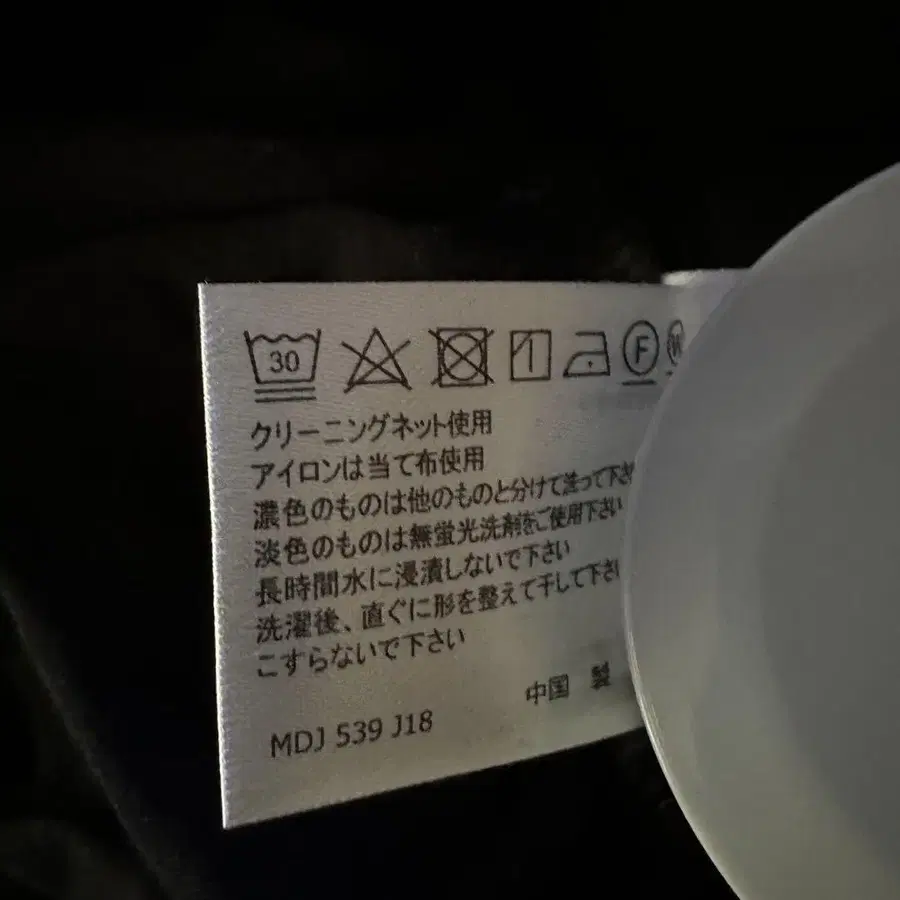 30 F W
クリーニングネット使用
アイロンは当て布使用
濃色のものは他のものと分けて洗って下さ
淡色のものは無蛍光洗剤をご使用下さい
長時間水に浸漬しないで下さい
洗濯後、直ぐに形を整えて干して下さ
こすらないで下さい
中国 製
MDJ 539 J18